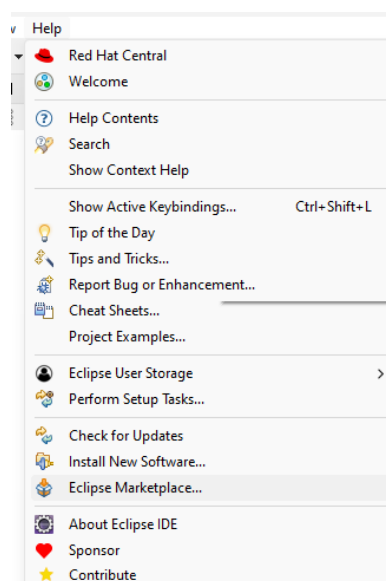 Help
Red Hat Central
Welcome
Help Contents
Search
Show Context Help
Show Active Keybindings... Ctrl+Shift+L
Tip of the Day
Tips and Tricks...
Report Bug or Enhancement...
Cheat Sheets...
Project Examples...
Eclipse User Storage
Perform Setup Tasks...
Check for Updates
Install New Software...
Eclipse Marketplace...
About Eclipse IDE
Sponsor
Contribute